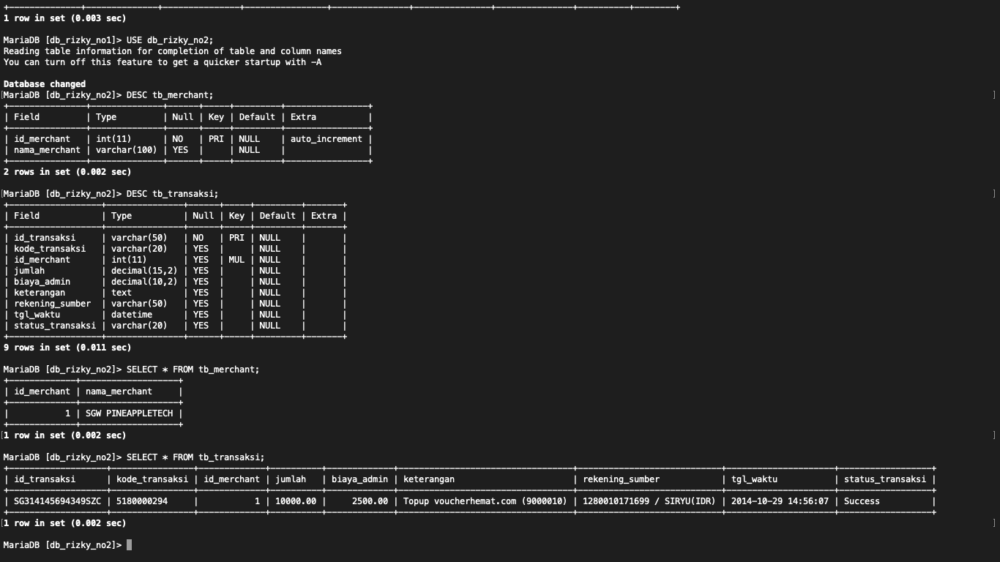 1 row in set (0.003 sec)
MariaDB [db_rizky_no1]> USE db_rizky_no2;
Reading table information for completion of table and column names
You can turn off this feature to get a quicker startup with -A
Database changed
MariaDB [db_rizky_no2]> DESC tb_merchant;
| Field | Type | Null | Key | Default | Extra |
| id_merchant | int(11) | NO | PRI | NULL | auto_increment |
| nama_merchant | varchar(100) | YES | | NULL | |
2 rows in set (0.002 sec)
MariaDB [db_rizky_no2]> DESC tb_transaksi;
| Field | Type | Null | Key | Default | Extra |
| id_transaksi | varchar(50) | NO | PRI | NULL | |
| kode_transaksi | varchar(20) | YES | | NULL | |
| id_merchant | int(11) | YES | MUL | NULL | |
| jumlah | decimal(15,2) | YES | | NULL | |
| biaya_admin | decimal(10,2) | YES | | NULL | |
| keterangan | text | YES | | NULL | |
| rekening_sumber | varchar(50) | YES | | NULL | |
| tgl_waktu | datetime | YES | | NULL | |
| status_transaksi | varchar(20) | YES | | NULL | |
9 rows in set (0.011 sec)
MariaDB [db_rizky_no2]> SELECT * FROM tb_merchant;
| id_merchant | nama_merchant |
| 1 | SGW PINEAPPLETECH |
1 row in set (0.002 sec)
MariaDB [db_rizky_no2]> SELECT * FROM tb_transaksi;
| id_transaksi | kode_transaksi | id_merchant | jumlah | biaya_admin | keterangan | rekening_sumber | tgl_waktu | status_transaksi |
| SG314145694349SZC | 5180000294 | 1 | 10000.00 | 2500.00 | Topup voucherhemat.com (9000010) | 1280010171699 / SIRYU(IDR) | 2014-10-29 14:56:07 | Success |
1 row in set (0.002 sec)
MariaDB [db_rizky_no2]>